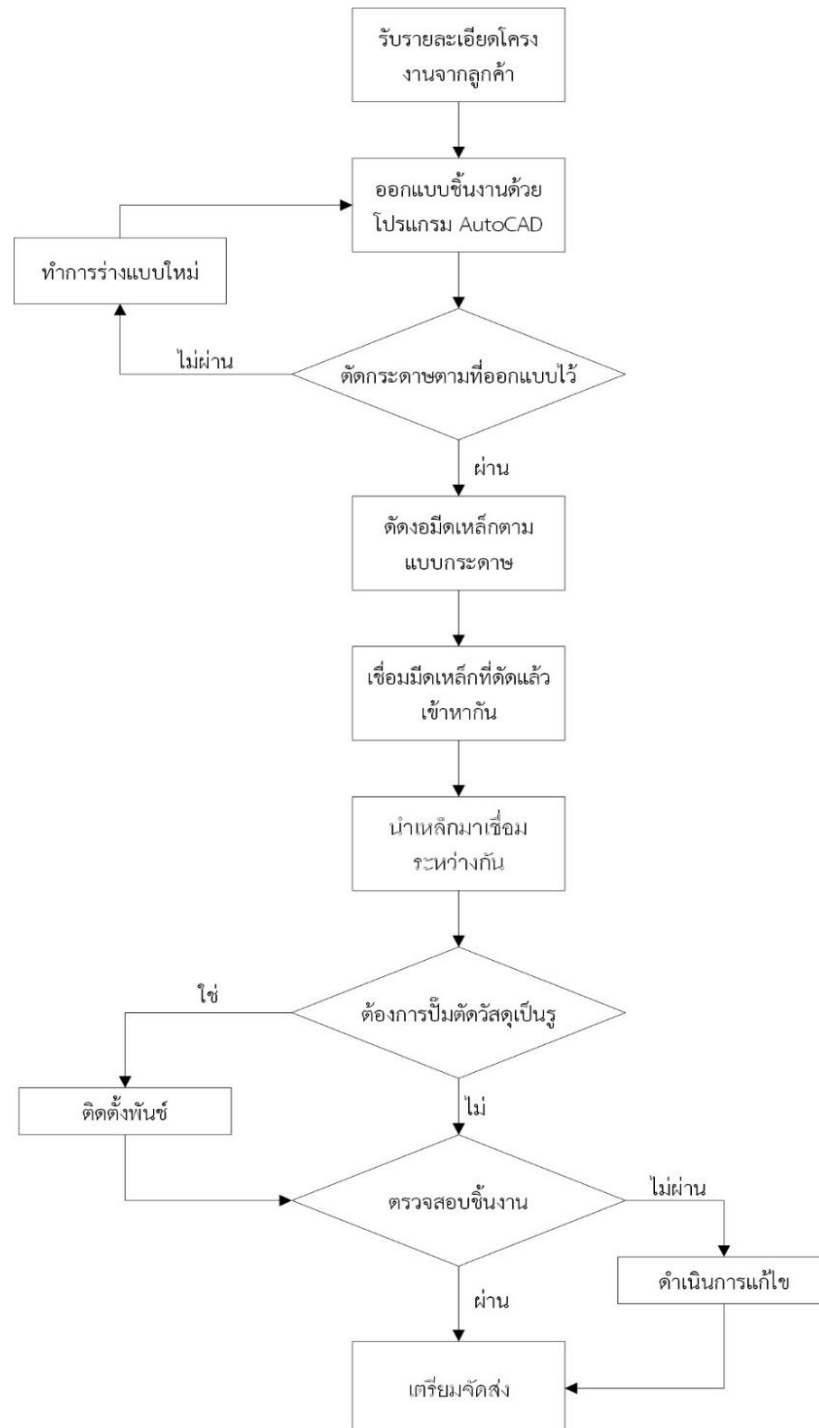 รับรายละเอียดโครง
งานจากลูกค้า
ออกแบบชิ้นงานด้วย
โปรแกรม AutoCAD
ทำการร่างแบบใหม่
ไม่ผ่าน
ตัดกระดาษตามที่ออกแบบไว้
ผ่าน
ดัดงอมีดเหล็กตาม
แบบกระดาษ
เชื่อมมีดเหล็กที่ดัดแล้ว
เข้าหากัน
นำเหล็กมาเชื่อม
ระหว่างกัน
ใช่
ต้องการปั๊มตัดวัสดุเป็นรู
ติดตั้งพันช์
ไม่
ตรวจสอบชิ้นงาน
ไม่ผ่าน
ดำเนินการแก้ไข
ผ่าน
เตรียมจัดส่ง